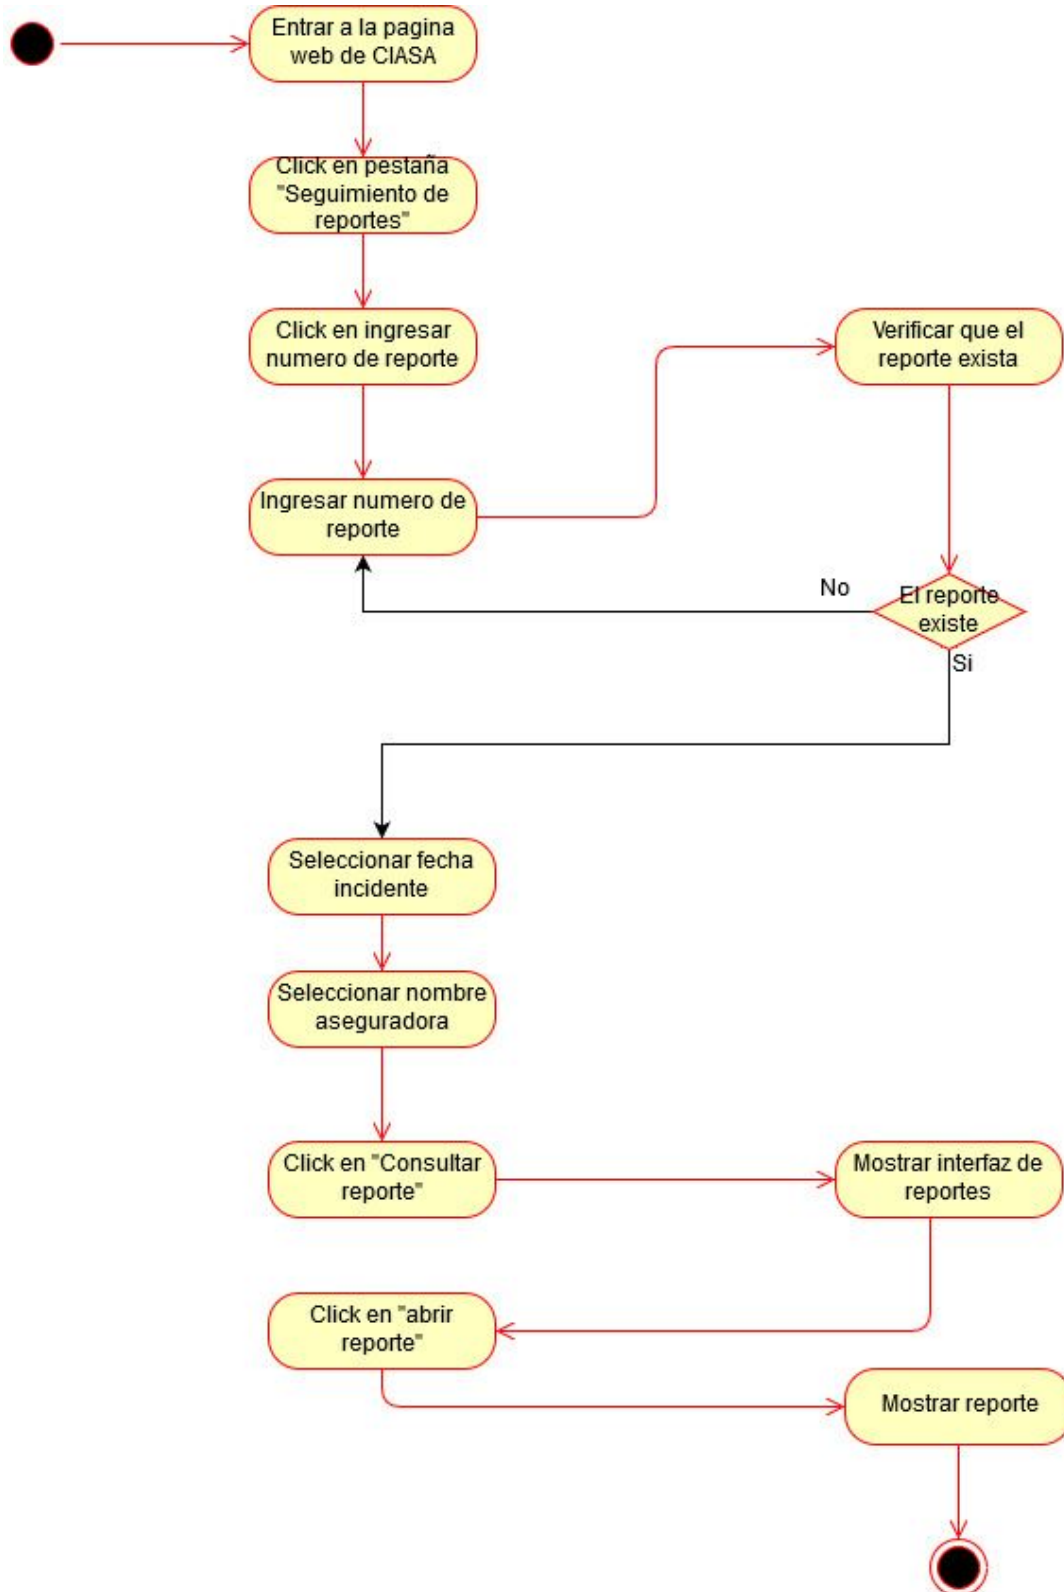 Entrar a la pagina
web de CIASA
Click en pestaña
"Seguimiento de
reportes"
Click en ingresar
numero de reporte
Verificar que el
reporte exista
Ingresar numero de
reporte
No
El reporte
existe
Si
Seleccionar fecha
incidente
Seleccionar nombre
aseguradora
Click en "Consultar
reporte"
Mostrar interfaz de
reportes
Click en "abrir
reporte"
Mostrar reporte